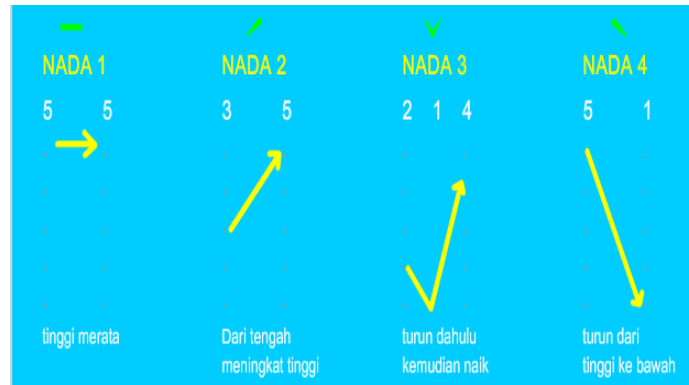 NADA 1 NADA 2 NADA 3 NADA 4
5 5 3 5 2 1 4 5 1
tinggi merata
Dari tengah
meningkat tinggi
turun dahulu
kemudian naik
turun dari
tinggi ke bawah